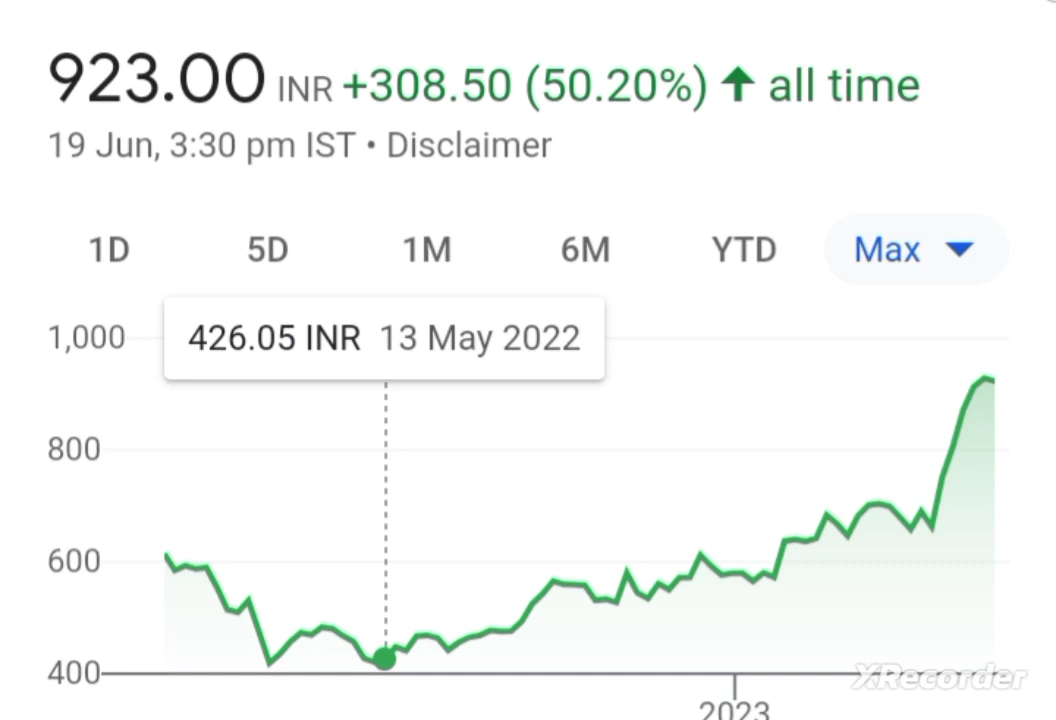 923.00 INR +308.50 (50.20%) ↑ all time
19 Jun, 3:30 pm IST • Disclaimer
1D 5D 1M 6M YTD Max
426.05 INR 13 May 2022
1,000
800
600
400
2023
XRecorder